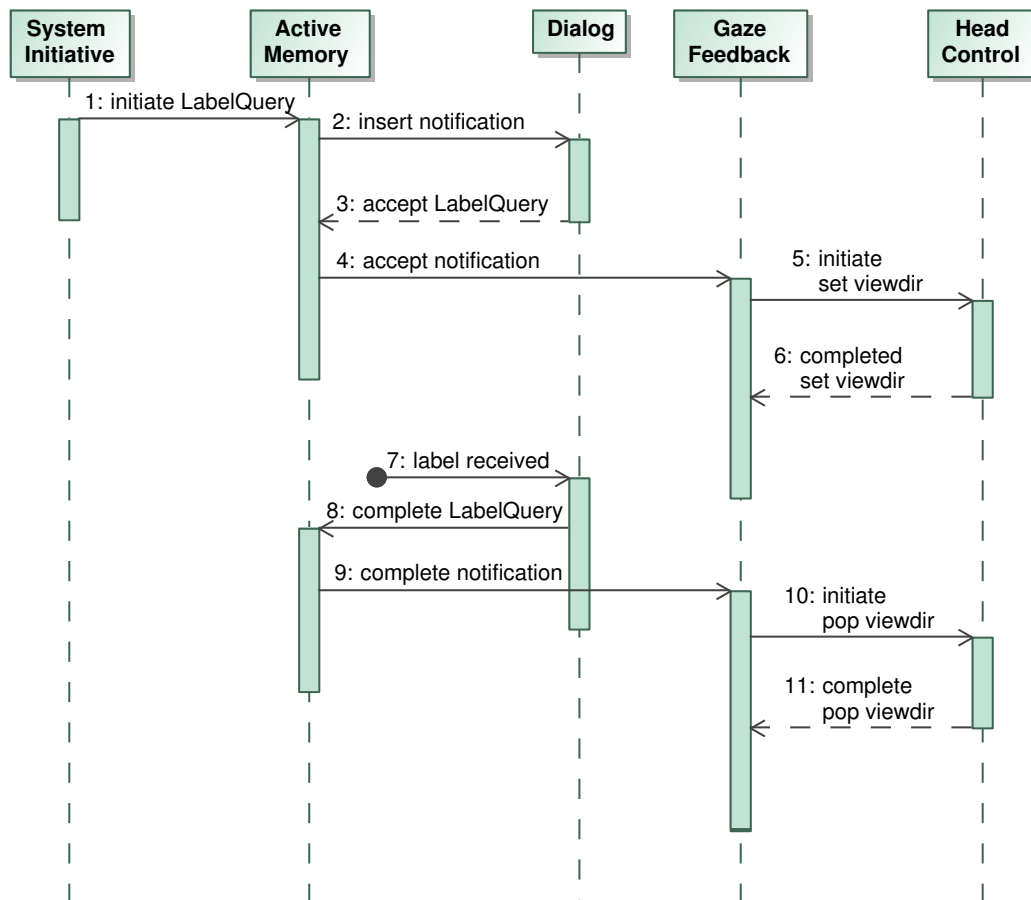 System
Initiative
Active
Memory
Dialog
Gaze
Feedback
Head
Control
1: initiate LabelQuery
2: insert notification
3: accept LabelQuery
4: accept notification
5: initiate
set viewdir
6: completed
set viewdir
7: label received
8: complete LabelQuery
9: complete notification
10: initiate
pop viewdir
11: complete
pop viewdir